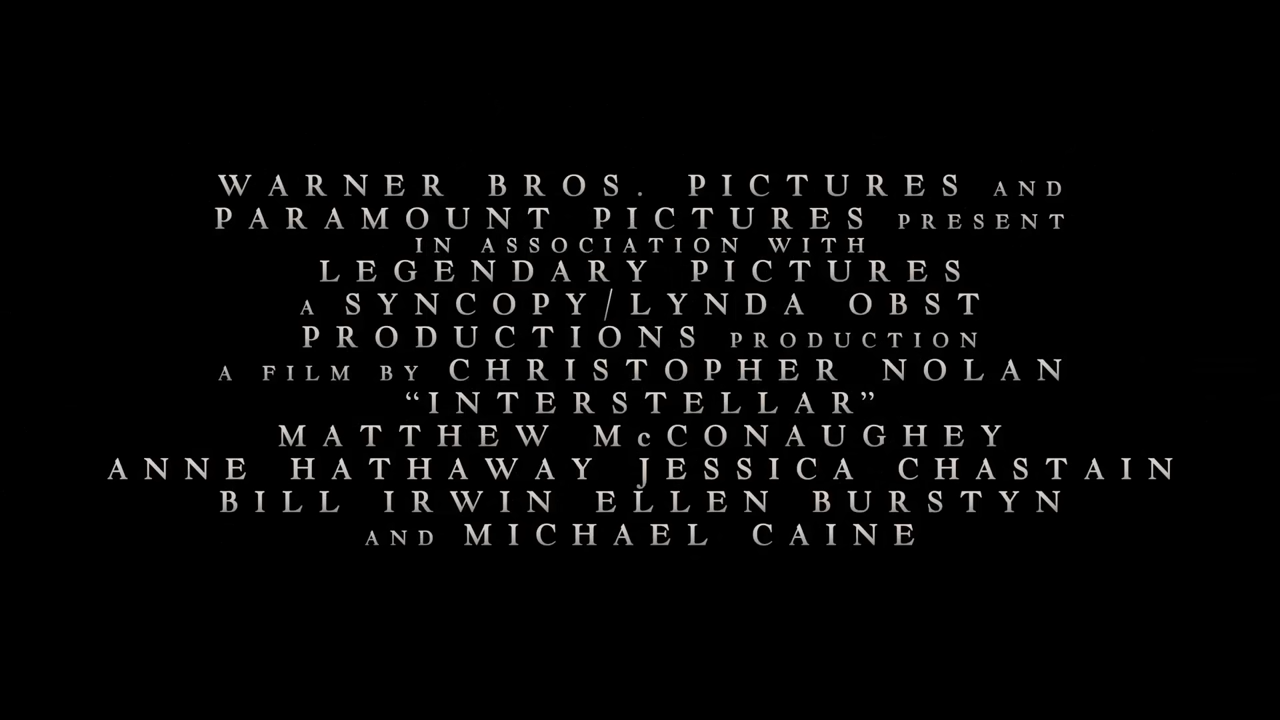 WARNER BROS. PICTURES AND
PARAMOUNT PICTURES PRESENT
IN ASSOCIATION WITH
LEGENDARY PICTURES
A SYNCOPY/LYNDA OBST
PRODUCTIONS PRODUCTION
A FILM BY CHRISTOPHER NOLAN
“INTERSTELLAR”
MATTHEW McCONAUGHEY
ANNE HATHAWAY JESSICA CHASTAIN
BILL IRWIN ELLEN BURSTYN
AND MICHAEL CAINE